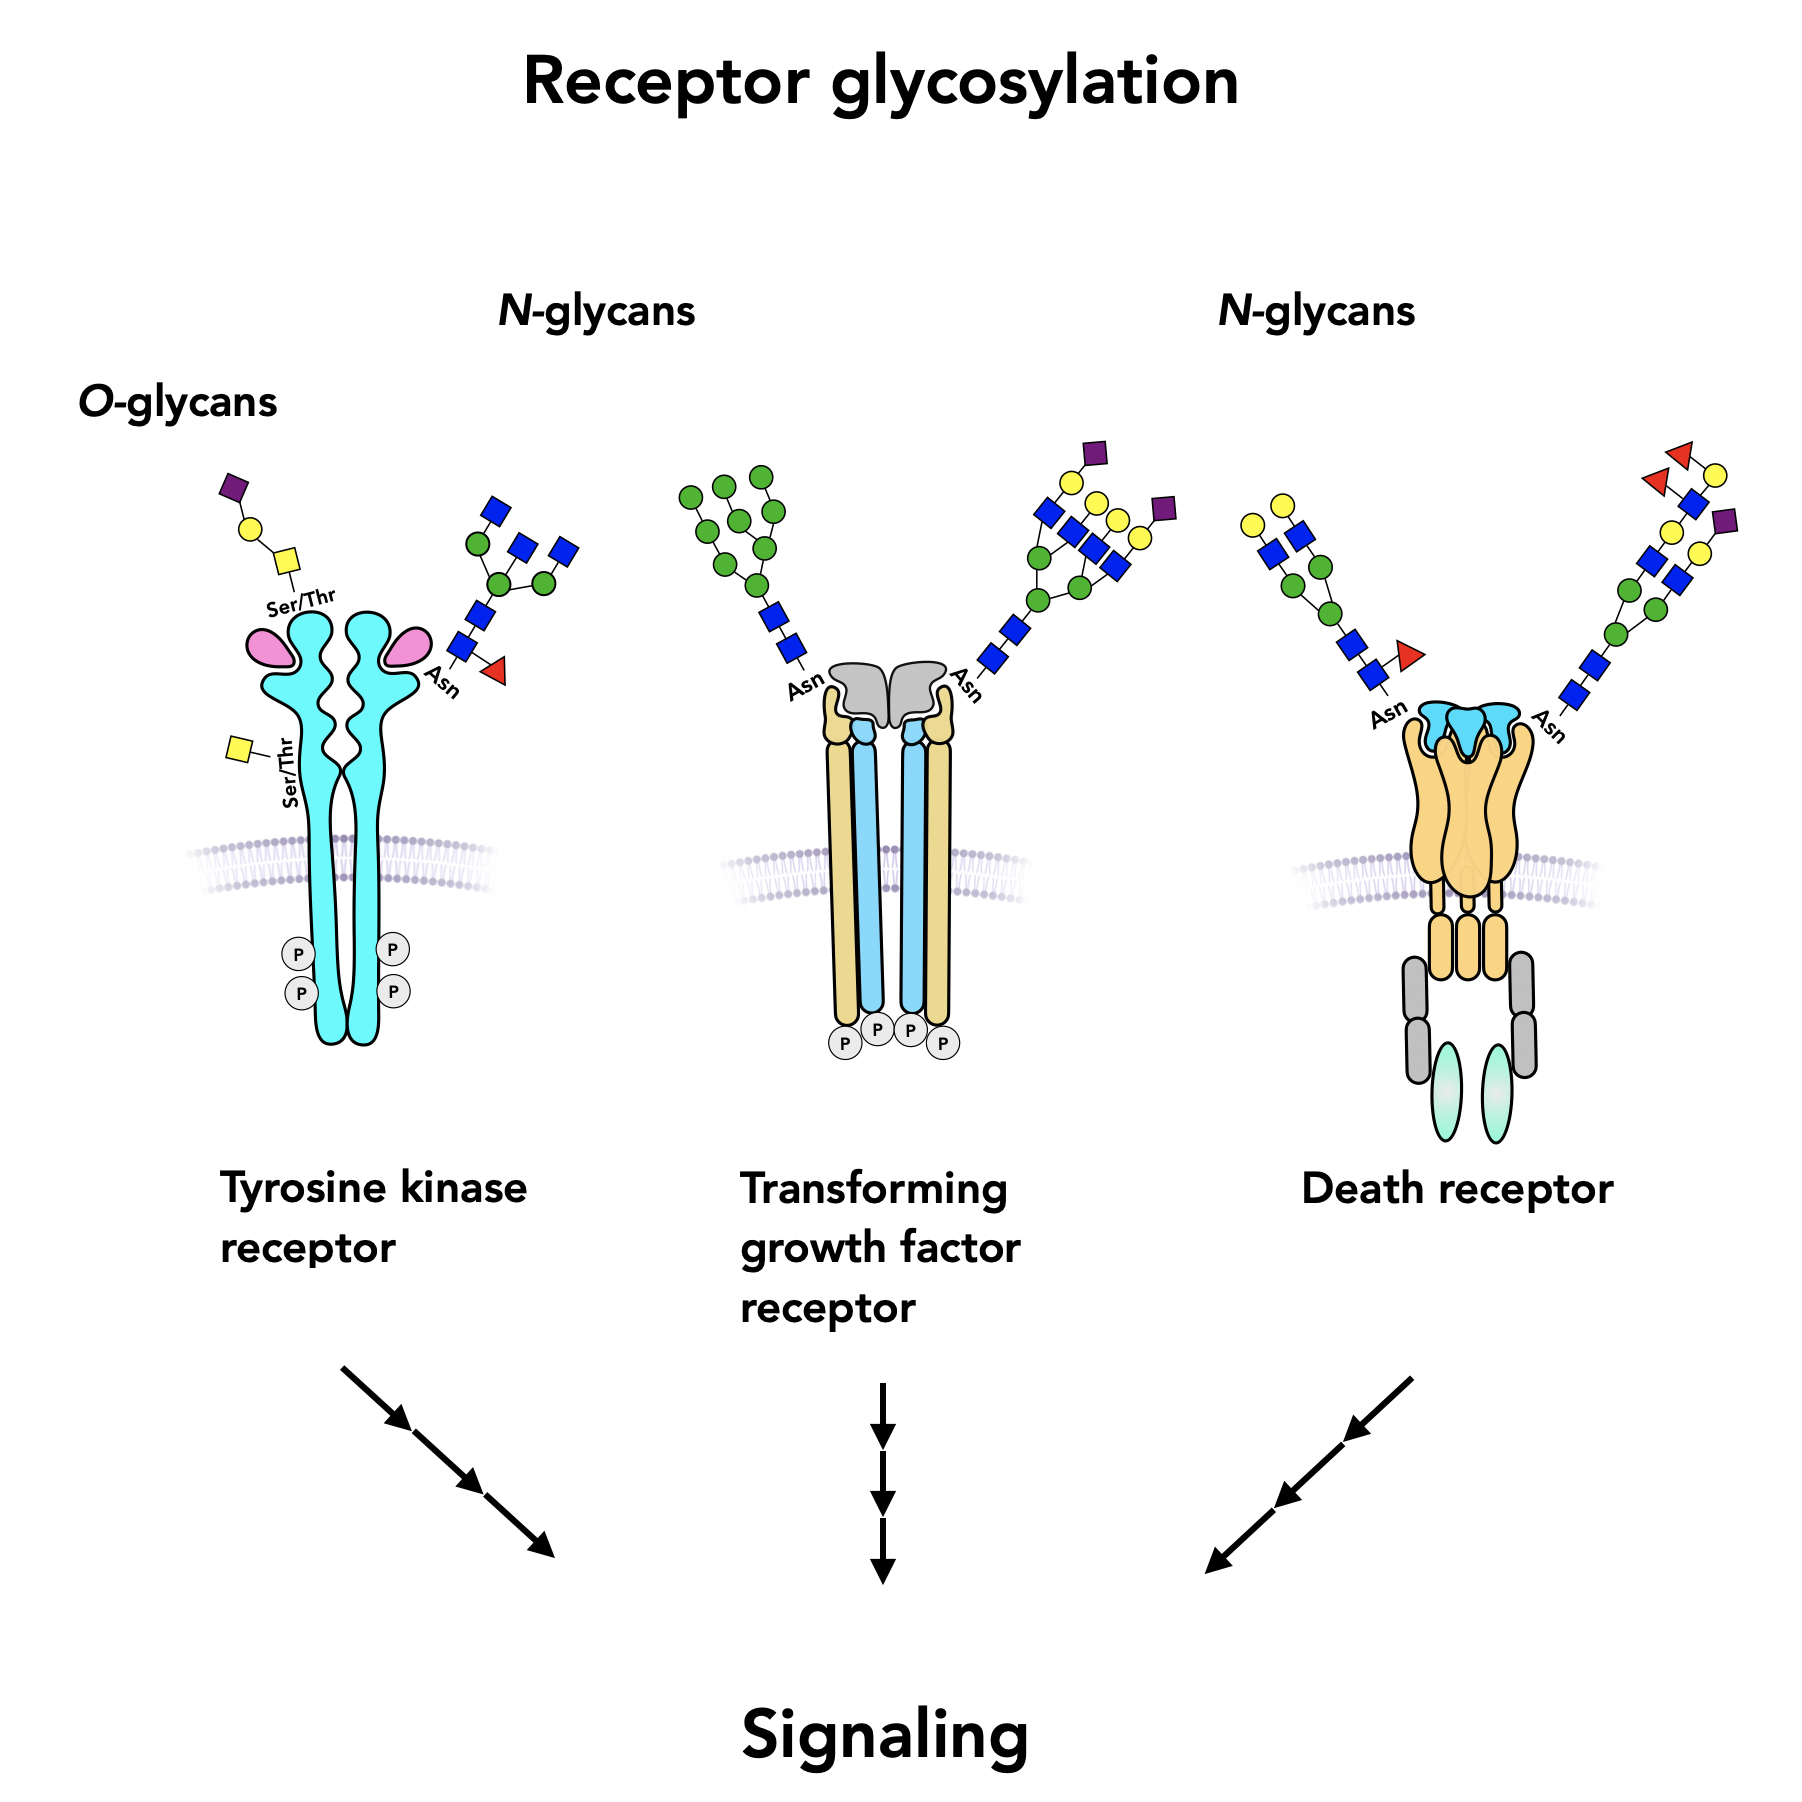 Receptor glycosylation
N-glycans
N-glycans
O-glycans
Ser/Thr
Asn
Asn
Asn
Asn
Asn
Ser/Thr
P
P
P
P
P
P
P
P
Tyrosine kinase
receptor
Transforming
growth factor
receptor
Death receptor
Signaling